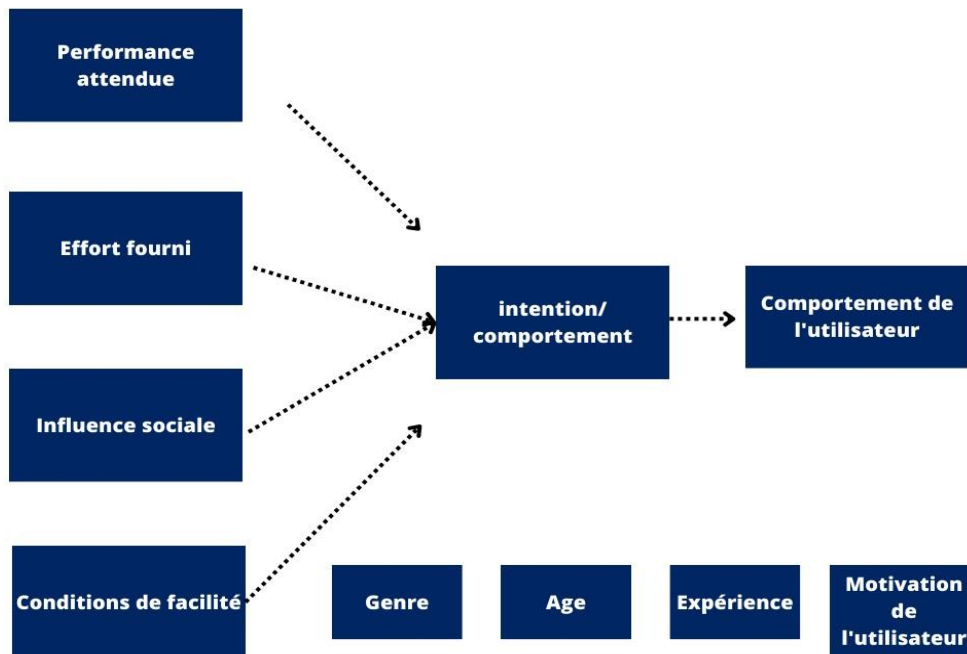 Performance
attendue
Effort fourni
Influence sociale
Conditions de facilité
intention/
comportement
Comportement de
l'utilisateur
Genre
Age
Expérience
Motivation
de
l'utilisateur